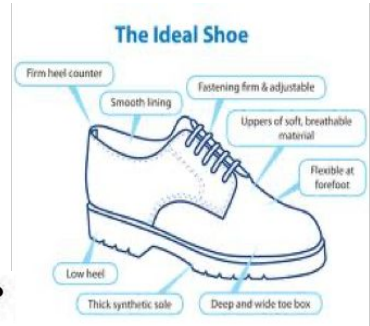 The Ideal Shoe
Firm heel counter
Smooth lining
Fastening firm & adjustable
Uppers of soft, breathable
material
Flexible at
forefoot
Low heel
Thick synthetic sole
Deep and wide toe box